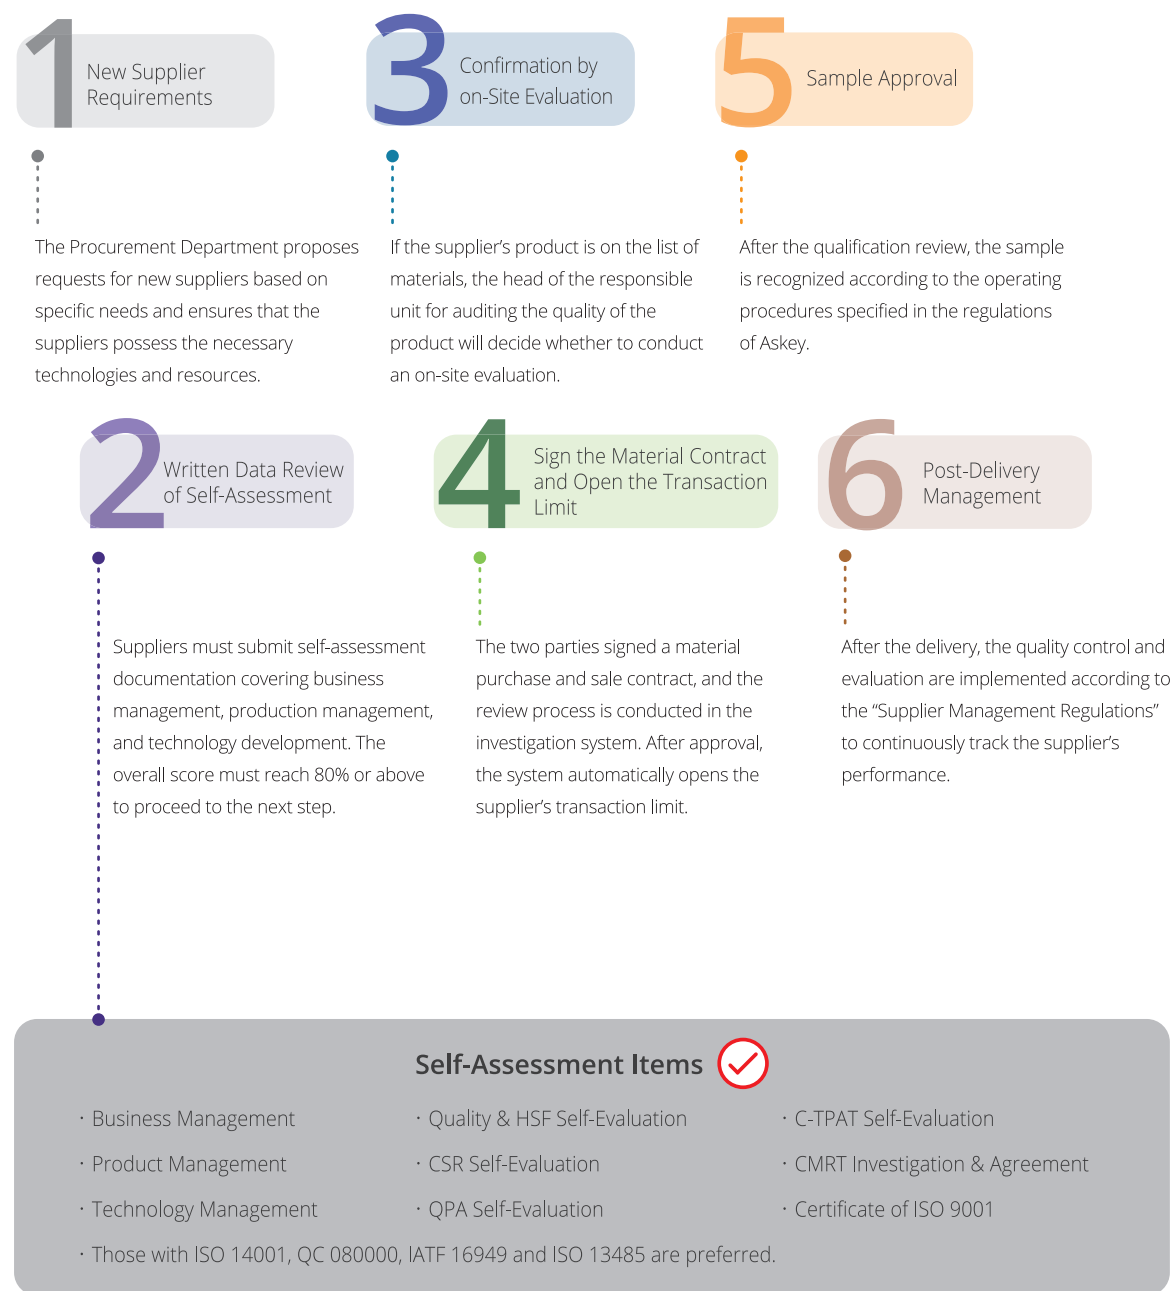 1
New Supplier
Requirements
The Procurement Department proposes
requests for new suppliers based on
specific needs and ensures that the
suppliers possess the necessary
technologies and resources.
2
Written Data Review
of Self-Assessment
Suppliers must submit self-assessment
documentation covering business
management, production management,
and technology development. The
overall score must reach 80% or above
to proceed to the next step.
3
Confirmation by
on-Site Evaluation
If the supplier’s product is on the list of
materials, the head of the responsible
unit for auditing the quality of the
product will decide whether to conduct
an on-site evaluation.
4
Sign the Material Contract
and Open the Transaction
Limit
The two parties signed a material
purchase and sale contract, and the
review process is conducted in the
investigation system. After approval,
the system automatically opens the
supplier’s transaction limit.
5
Sample Approval
After the qualification review, the sample
is recognized according to the operating
procedures specified in the regulations
of Askey.
6
Post-Delivery
Management
After the delivery, the quality control and
evaluation are implemented according to
the “Supplier Management Regulations”
to continuously track the supplier’s
performance.
Self-Assessment Items
· Business Management
· Product Management
· Technology Management
· Quality & HSF Self-Evaluation
· CSR Self-Evaluation
· QPA Self-Evaluation
· C-TPAT Self-Evaluation
· CMRT Investigation & Agreement
· Certificate of ISO 9001
· Those with ISO 14001, QC 080000, IATF 16949 and ISO 13485 are preferred.